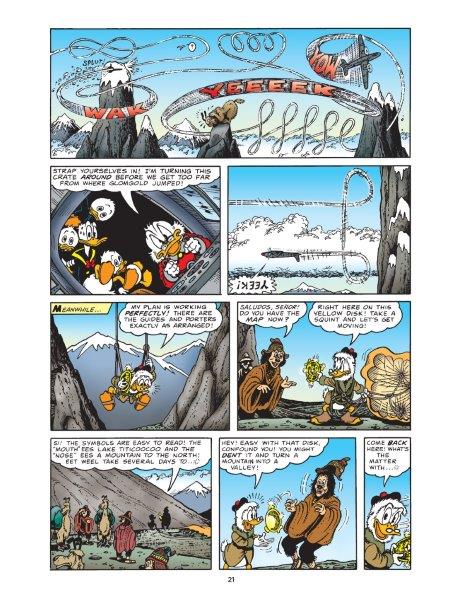 SPLUT
?
WAK
YEEEEK
YOW
STRAP YOURSELVES IN! I'M TURNING THIS
CRATE AROUND BEFORE WE GET TOO FAR
FROM WHERE GLOMGOLD JUMPED!
YEEK!
MEANWHILE...
MY PLAN IS WORKING
PERFECTLY! THERE ARE
THE GUIDES AND PORTERS
EXACTLY AS ARRANGED!
SALUDOS, SEÑOR!
DO YOU HAVE THE
MAP NOW?
RIGHT HERE ON THIS
YELLOW DISK! TAKE A
SQUINT AND LET'S GET
MOVING!
SI! THE SYMBOLS ARE EASY TO READ! THE
"MOUTH" EES LAKE TITICOOCOO AND THE
"NOSE" EES A MOUNTAIN TO THE NORTH;
EET WEEL TAKE SEVERAL DAYS TO...
HEY! EASY WITH THAT DISK,
CONFOUND YOU! YOU MIGHT
DENT IT AND TURN A
MOUNTAIN INTO A
VALLEY!
COME BACK
HERE! WHAT'S
THE MATTER
WITH...
21